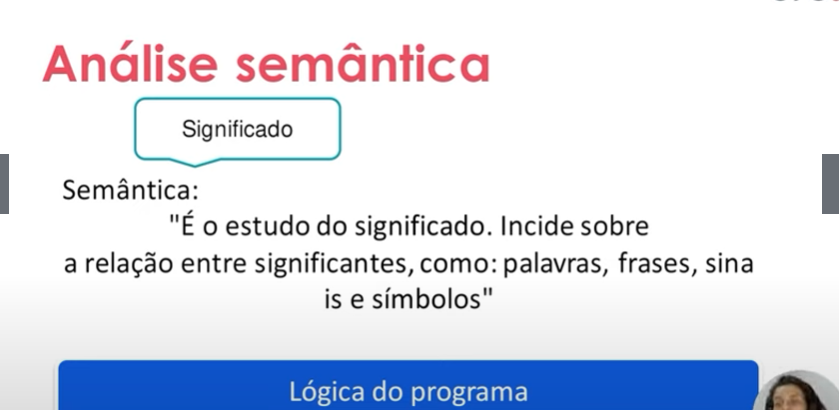 Análise semântica
Significado
Semântica:
"É o estudo do significado. Incide sobre
a relação entre significantes, como: palavras, frases, sina
is e símbolos"
Lógica do programa